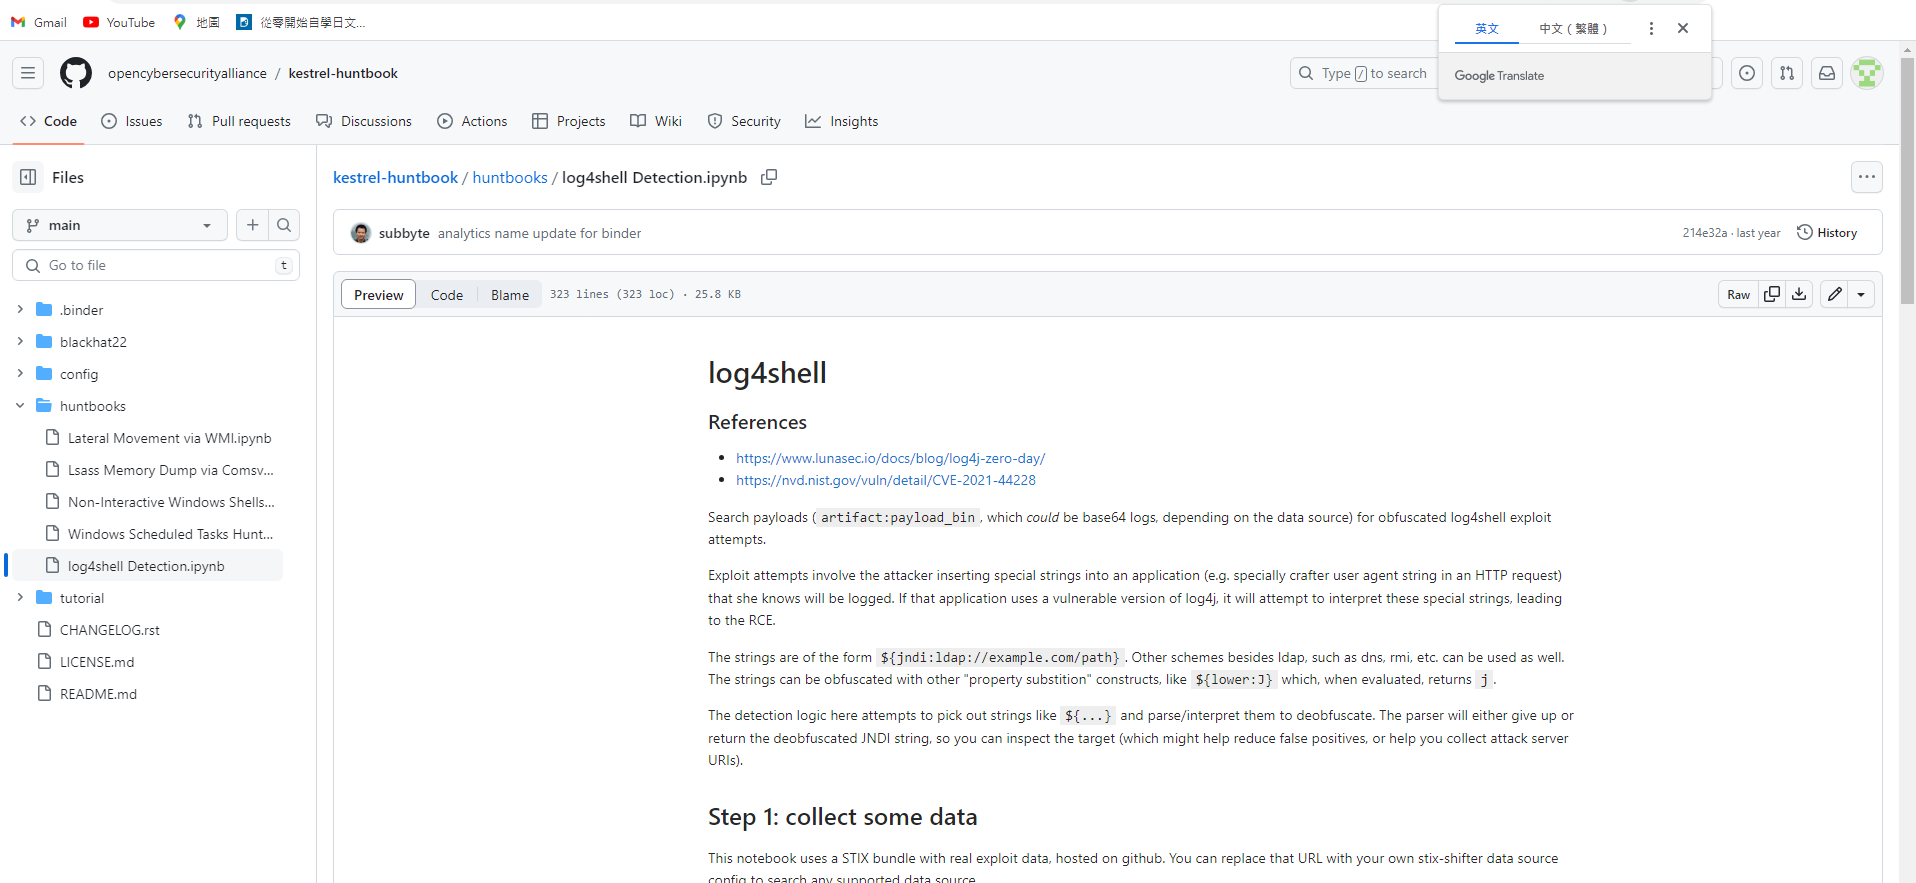 Gmail YouTube 地圖 從零開始自學日文...
英文 中文 (繁體)
Google Translate
opencybersecurityalliance / kestrel-huntbook
Type / to search
Code Issues Pull requests Discussions Actions Projects Wiki Security Insights
Files
main
Go to file t
.binder
blackhat22
config
huntbooks
Lateral Movement via WMI.ipynb
Lsass Memory Dump via Comsv...
Non-Interactive Windows Shells...
Windows Scheduled Tasks Hunt...
log4shell Detection.ipynb
tutorial
CHANGELOG.rst
LICENSE.md
README.md
kestrel-huntbook / huntbooks / log4shell Detection.ipynb
subbyte analytics name update for binder
214e32a · last year History
Preview Code Blame 323 lines (323 loc) · 25.8 KB
Raw
log4shell
References
https://www.lunasec.io/docs/blog/log4j-zero-day/
https://nvd.nist.gov/vuln/detail/CVE-2021-44228
Search payloads ( artifact:payload_bin , which could be base64 logs, depending on the data source) for obfuscated log4shell exploit
attempts.
Exploit attempts involve the attacker inserting special strings into an application (e.g. specially crafter user agent string in an HTTP request)
that she knows will be logged. If that application uses a vulnerable version of log4j, it will attempt to interpret these special strings, leading
to the RCE.
The strings are of the form ${jndi:ldap://example.com/path} . Other schemes besides ldap, such as dns, rmi, etc. can be used as well.
The strings can be obfuscated with other "property substition" constructs, like ${lower:J} which, when evaluated, returns j .
The detection logic here attempts to pick out strings like ${...} and parse/interpret them to deobfuscate. The parser will either give up or
return the deobfuscated JNDI string, so you can inspect the target (which might help reduce false positives, or help you collect attack server
URIs).
Step 1: collect some data
This notebook uses a STIX bundle with real exploit data, hosted on github. You can replace that URL with your own stix-shifter data source
config to search any supported data source.